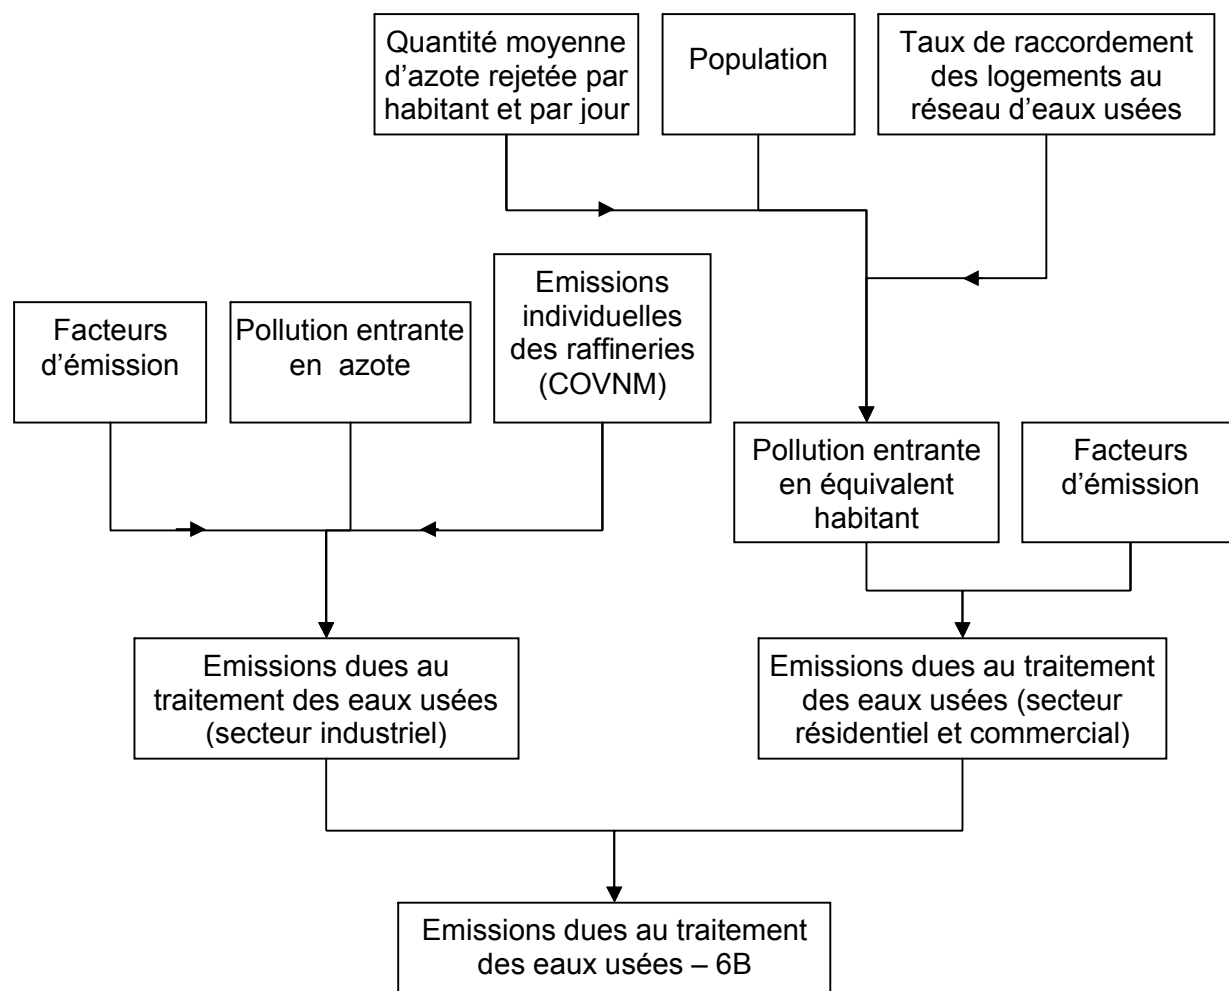 Quantité moyenne
d'azote rejetée par
habitant et par jour
Population
Taux de raccordement
des logements au
réseau d'eaux usées
Emissions
individuelles
des raffineries
(COVNM)
Facteurs
d'émission
Pollution entrante
en azote
Pollution entrante
en équivalent
habitant
Facteurs
d'émission
Emissions dues au
traitement des eaux usées
(secteur industriel)
Emissions dues au traitement
des eaux usées (secteur
résidentiel et commercial)
Emissions dues au traitement
des eaux usées – 6B